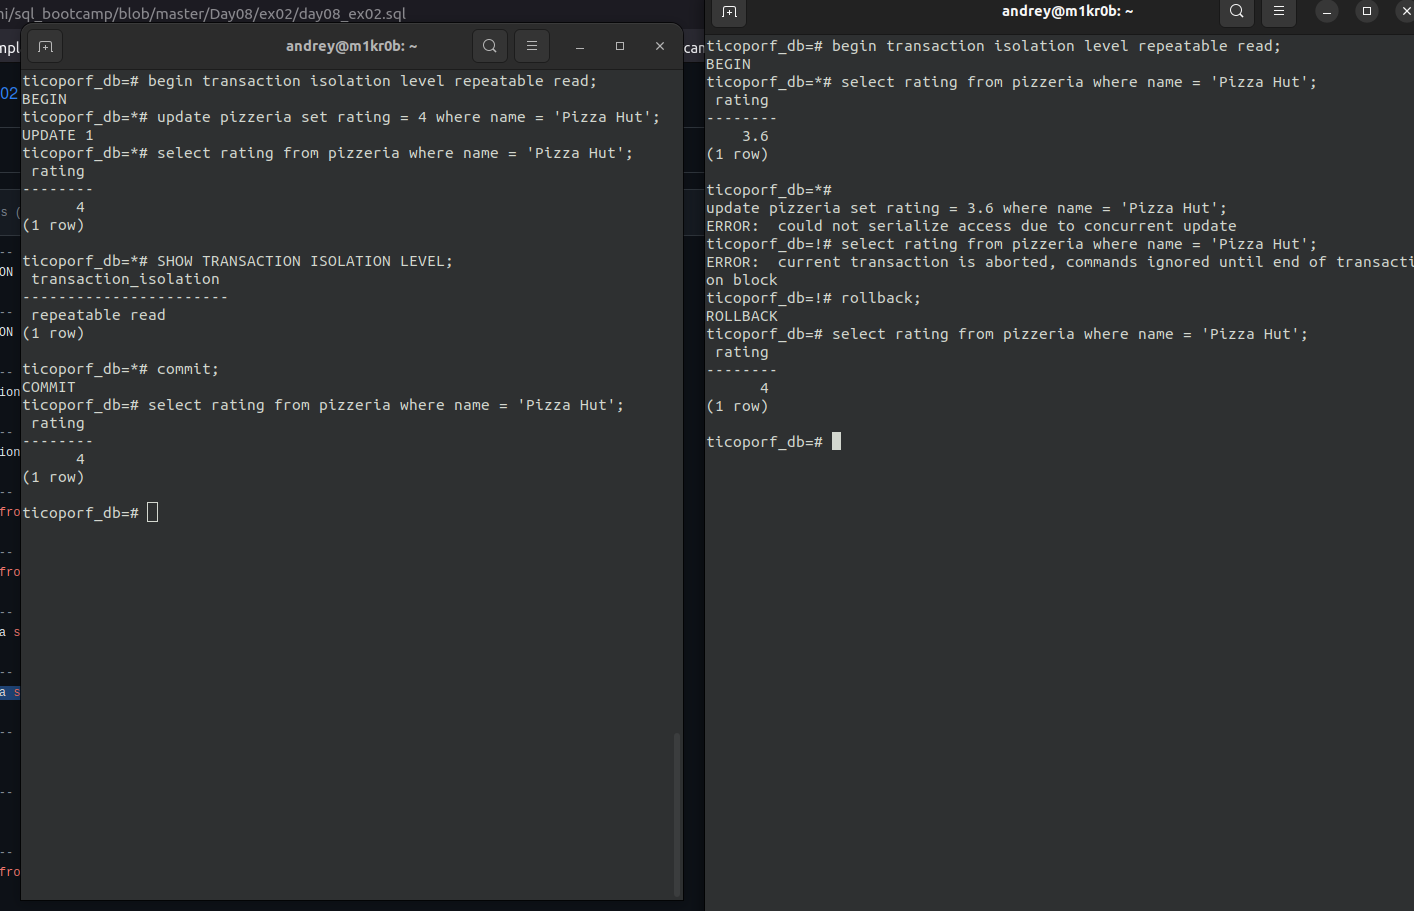 ni/sql_bootcamp/blob/master/Day08/ex02/day08_ex02.sql
andrey@m1kr0b: ~
ticoporf_db=# begin transaction isolation level repeatable read;
BEGIN
ticoporf_db=*# update pizzeria set rating = 4 where name = 'Pizza Hut';
UPDATE 1
ticoporf_db=*# select rating from pizzeria where name = 'Pizza Hut';
rating
--------
4
(1 row)
ticoporf_db=*# SHOW TRANSACTION ISOLATION LEVEL;
transaction_isolation
-----------------------
repeatable read
(1 row)
ticoporf_db=*# commit;
COMMIT
ticoporf_db=# select rating from pizzeria where name = 'Pizza Hut';
rating
--------
4
(1 row)
ticoporf_db=#
andrey@m1kr0b: ~
ticoporf_db=# begin transaction isolation level repeatable read;
BEGIN
ticoporf_db=*# select rating from pizzeria where name = 'Pizza Hut';
rating
--------
3.6
(1 row)
ticoporf_db=*#
update pizzeria set rating = 3.6 where name = 'Pizza Hut';
ERROR:  could not serialize access due to concurrent update
ticoporf_db=!# select rating from pizzeria where name = 'Pizza Hut';
ERROR:  current transaction is aborted, commands ignored until end of transacti
on block
ticoporf_db=!# rollback;
ROLLBACK
ticoporf_db=# select rating from pizzeria where name = 'Pizza Hut';
rating
--------
4
(1 row)
ticoporf_db=#